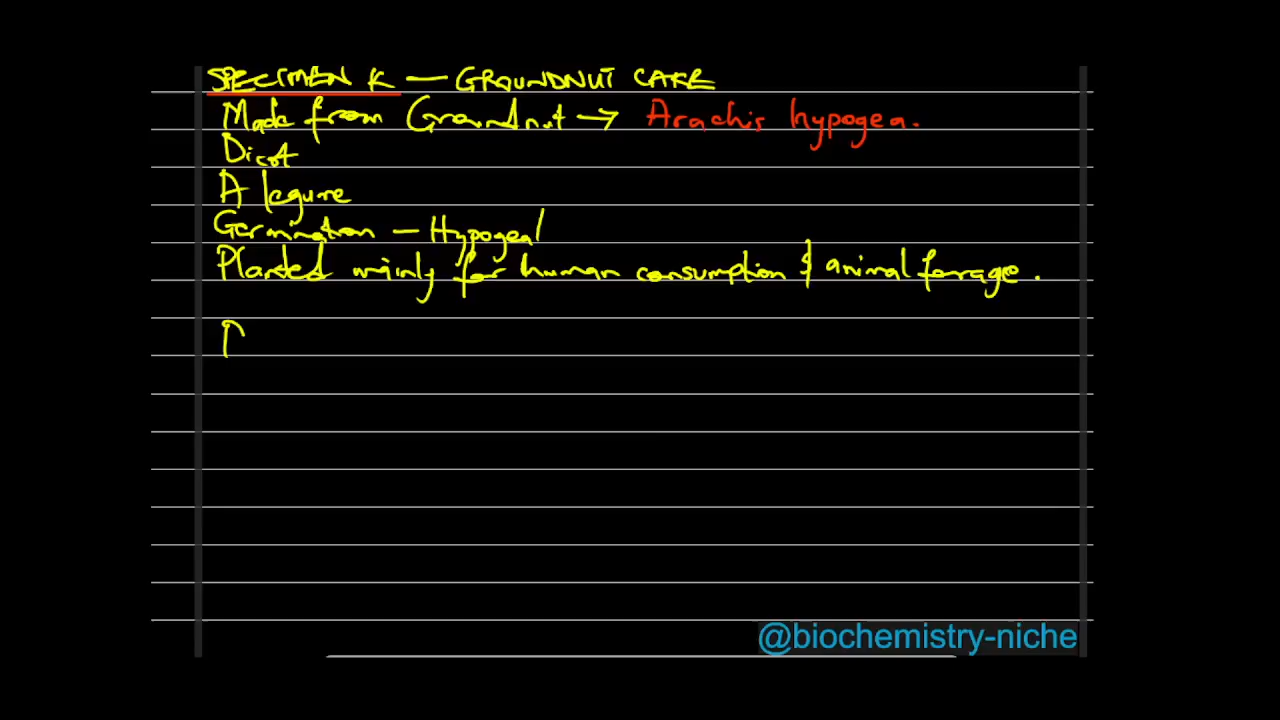 SPECIMEN K — GROUNDNUT CAKE
Made from Groundnut → Arachis hypogea.
Dicot
A legume
Germination — Hypogeal
Planted mainly for human consumption & animal forage.
@biochemistry-niche